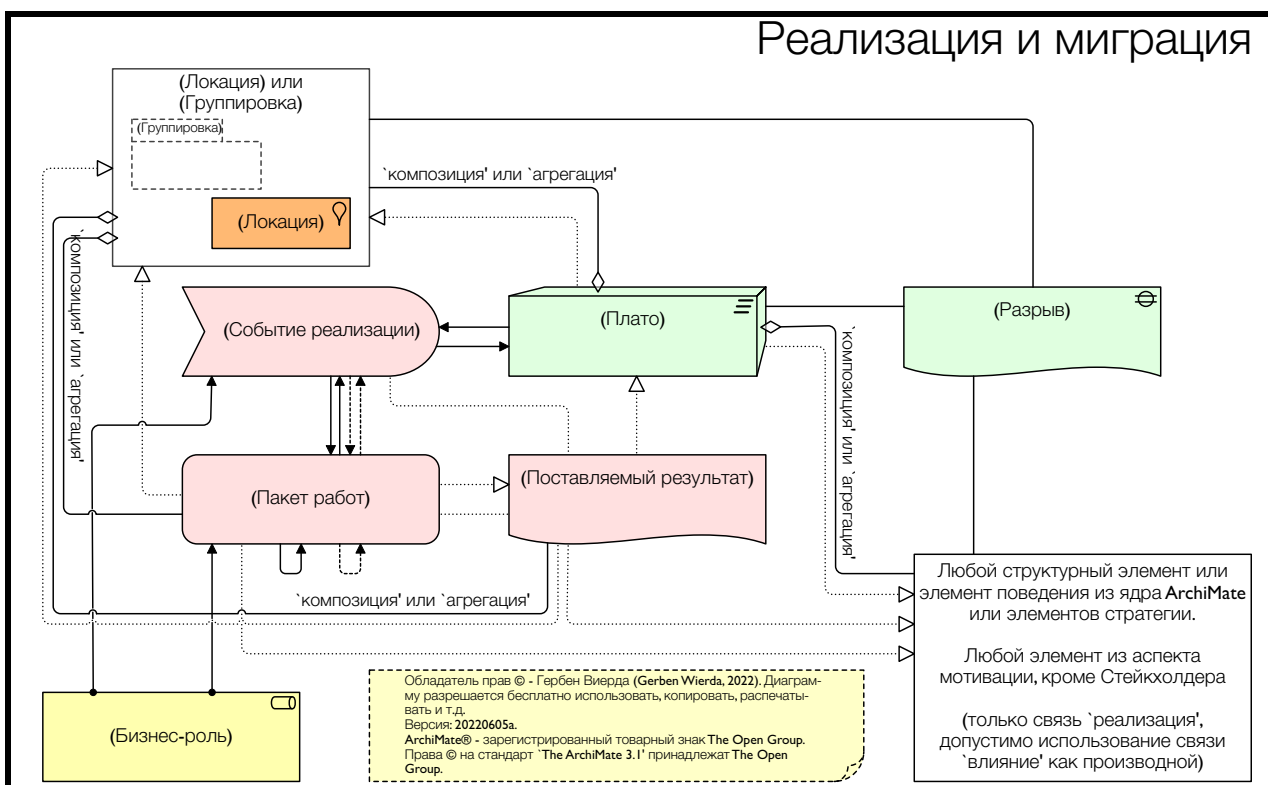 Реализация и миграция
(Локация) или
(Группировка)
(Группировка)
(Локация)
`композиция' или `агрегация'
`композиция' или `агрегация'
(Событие реализации)
(Плато)
(Разрыв)
`композиция' или `агрегация'
(Пакет работ)
(Поставляемый результат)
`композиция' или `агрегация'
Любой структурный элемент или
элемент поведения из ядра ArchiMate
или элементов стратегии.
Любой элемент из аспекта
мотивации, кроме Стейкхолдера
(только связь `реализация',
допустимо использование связи
`влияние' как производной)
(Бизнес-роль)
Обладатель прав © - Гербен Виерда (Gerben Wierda, 2022). Диаграм-
му разрешается бесплатно использовать, копировать, распечаты-
вать и т.д.
Версия: 20220605a.
ArchiMate® - зарегистрированный товарный знак The Open Group.
Права © на стандарт `The ArchiMate 3.1' принадлежат The Open
Group.